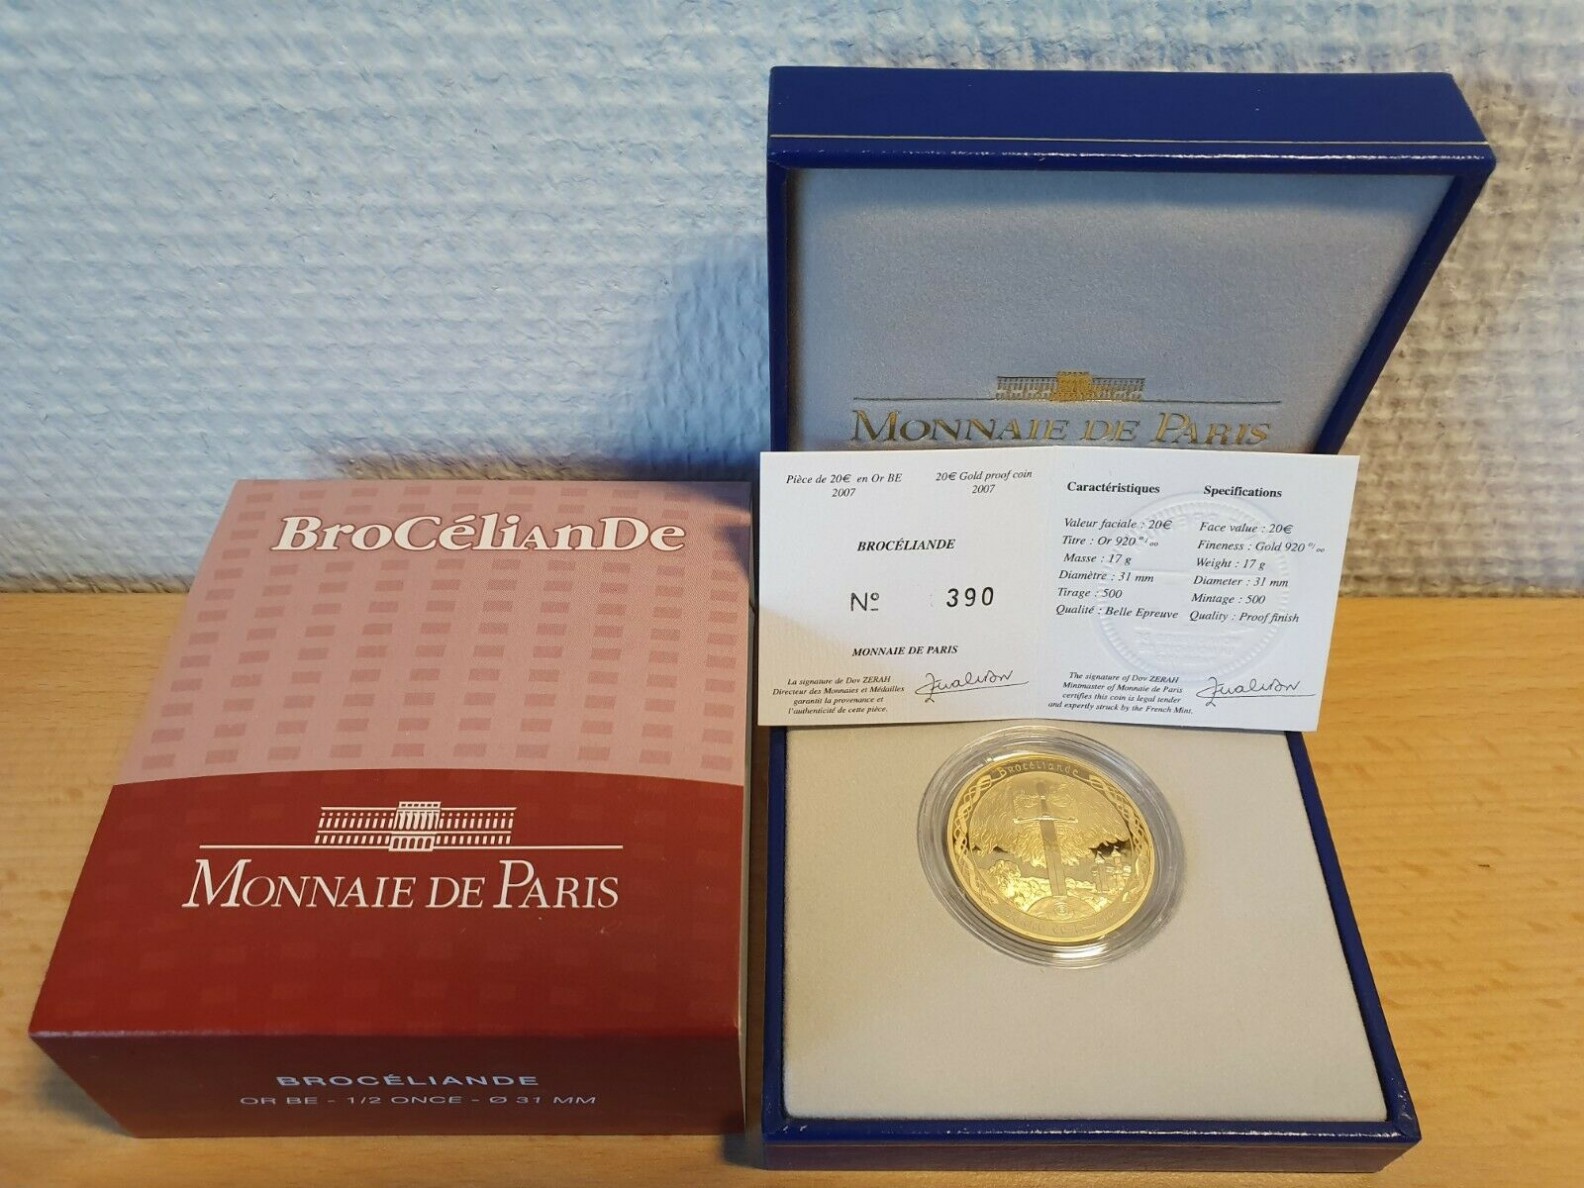 BroCéLianDe
MONNAIE DE PARIS
BROCÉLIANDE
OR BE - 1/2 ONCE - Ø 31 MM
MONNAIE DE PARIS
Pièce de 20€ en Or BE
2007
20€ Gold proof coin
2007
BROCÉLIANDE
Nº 390
MONNAIE DE PARIS
La signature de Dov ZERAH
Directeur des Monnaies et Médailles
garantit la provenance et
l'authenticité de cette pièce.
Caractéristiques
Valeur faciale : 20€
Titre : Or 920 º/oo
Masse : 17 g
Diamètre : 31 mm
Tirage : 500
Qualité : Belle Epreuve
Specifications
Face value : 20€
Fineness : Gold 920 º/oo
Weight : 17 g
Diameter : 31 mm
Mintage : 500
Quality : Proof finish
The signature of Dov ZERAH
Mintmaster of Monnaie de Paris
certifies this coin is legal tender
and expertly struck by the French Mint.
Brocéliande